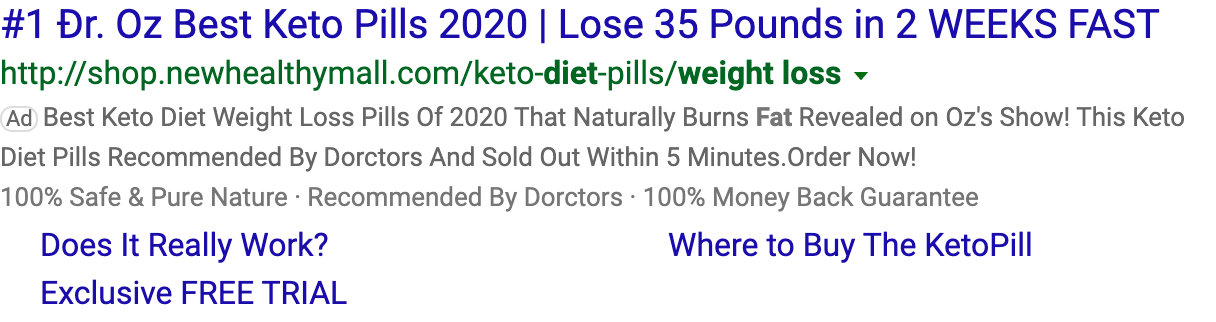 #1 Đr. Oz Best Keto Pills 2020 | Lose 35 Pounds in 2 WEEKS FAST
http://shop.newhealthymall.com/keto-diet-pills/weight loss
Ad Best Keto Diet Weight Loss Pills Of 2020 That Naturally Burns Fat Revealed on Oz's Show! This Keto
Diet Pills Recommended By Dorctors And Sold Out Within 5 Minutes.Order Now!
100% Safe & Pure Nature · Recommended By Dorctors · 100% Money Back Guarantee
Does It Really Work?
Where to Buy The KetoPill
Exclusive FREE TRIAL